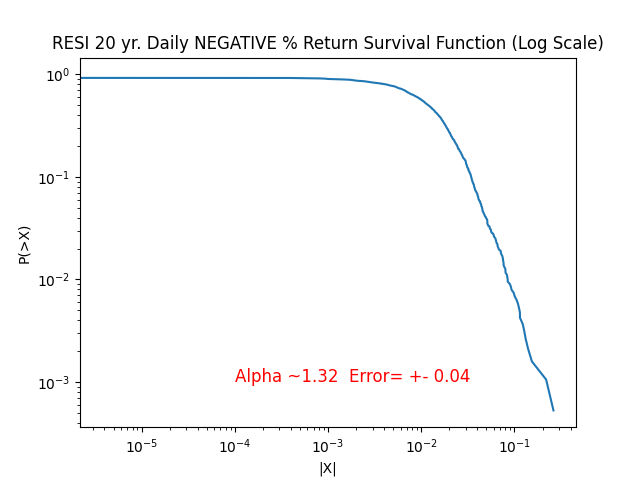 RESI 20 yr. Daily NEGATIVE % Return Survival Function (Log Scale)
10⁰
10⁻¹
P(>X)
10⁻²
10⁻³
Alpha ~1.32  Error= +- 0.04
10⁻⁵ 10⁻⁴ 10⁻³ 10⁻² 10⁻¹
|X|